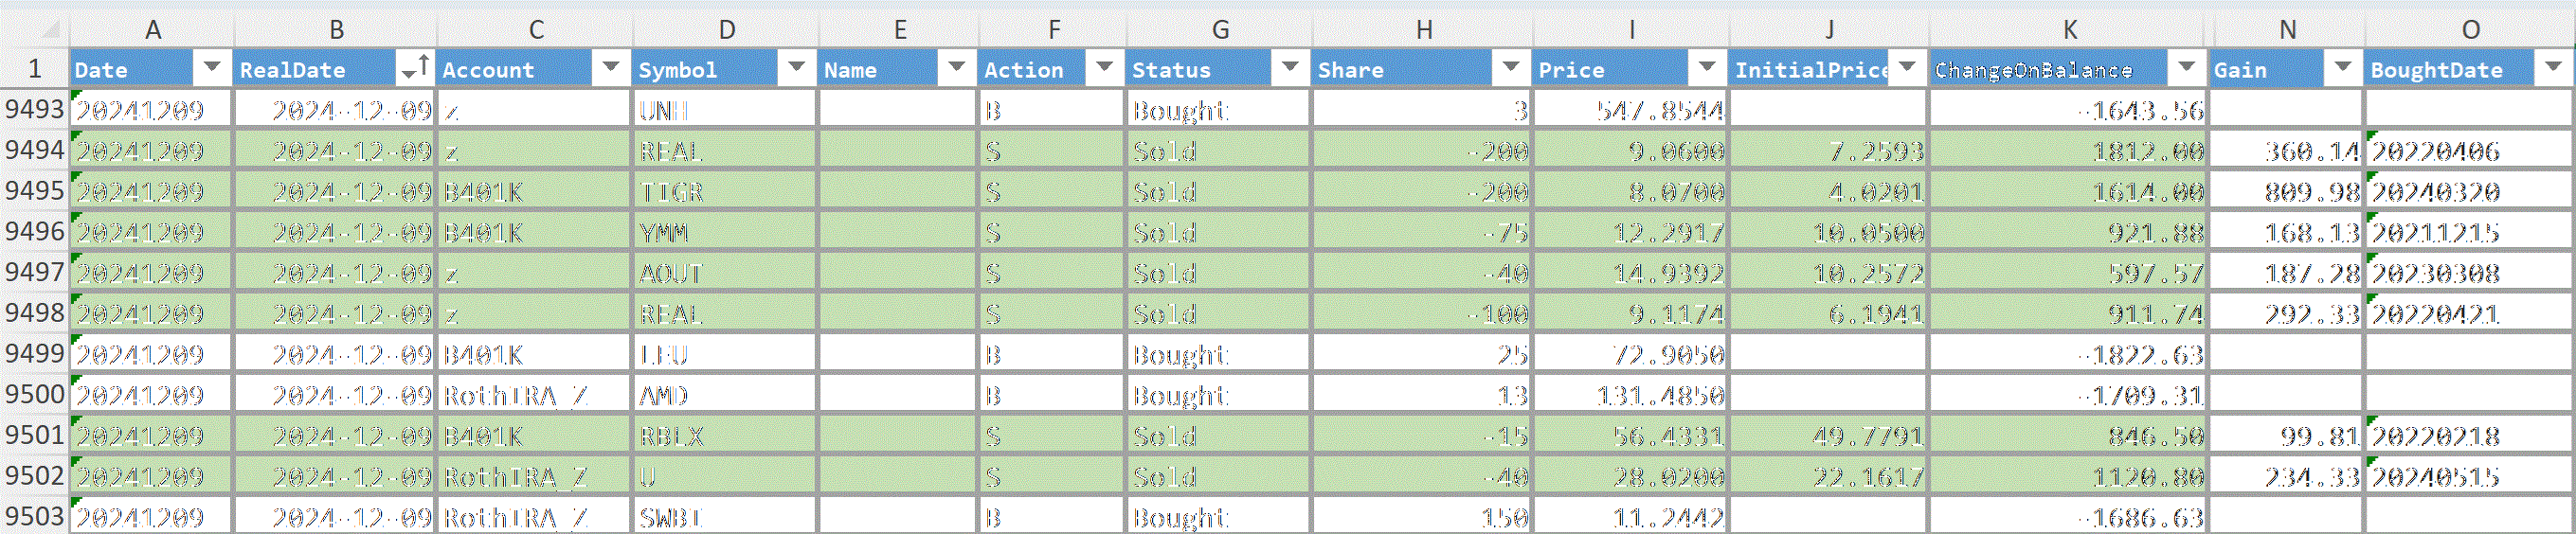 A B C D E F G H I J K N O
1 Date RealDate Account Symbol Name Action Status Share Price InitialPrice ChangeOnBalance Gain BoughtDate
9493 20241209 2024-12-09 z UNH B Bought 3 547.8544 -1643.56
9494 20241209 2024-12-09 z REAL S Sold -200 9.0600 7.2593 1812.00 360.14 20220406
9495 20241209 2024-12-09 B401K TIGR S Sold -200 8.0700 4.0201 1614.00 809.98 20240320
9496 20241209 2024-12-09 B401K YMM S Sold -75 12.2917 10.0500 921.88 168.13 20211215
9497 20241209 2024-12-09 z AOUT S Sold -40 14.9392 10.2572 597.57 187.28 20230308
9498 20241209 2024-12-09 z REAL S Sold -100 9.1174 6.1941 911.74 292.33 20220421
9499 20241209 2024-12-09 B401K LEU B Bought 25 72.9050 -1822.63
9500 20241209 2024-12-09 RothIRA_Z AMD B Bought 13 131.4850 -1709.31
9501 20241209 2024-12-09 B401K RBLX S Sold -15 56.4331 49.7791 846.50 99.81 20220218
9502 20241209 2024-12-09 RothIRA_Z U S Sold -40 28.0200 22.1617 1120.80 234.33 20240515
9503 20241209 2024-12-09 RothIRA_Z SWBI B Bought 150 11.2442 -1686.63